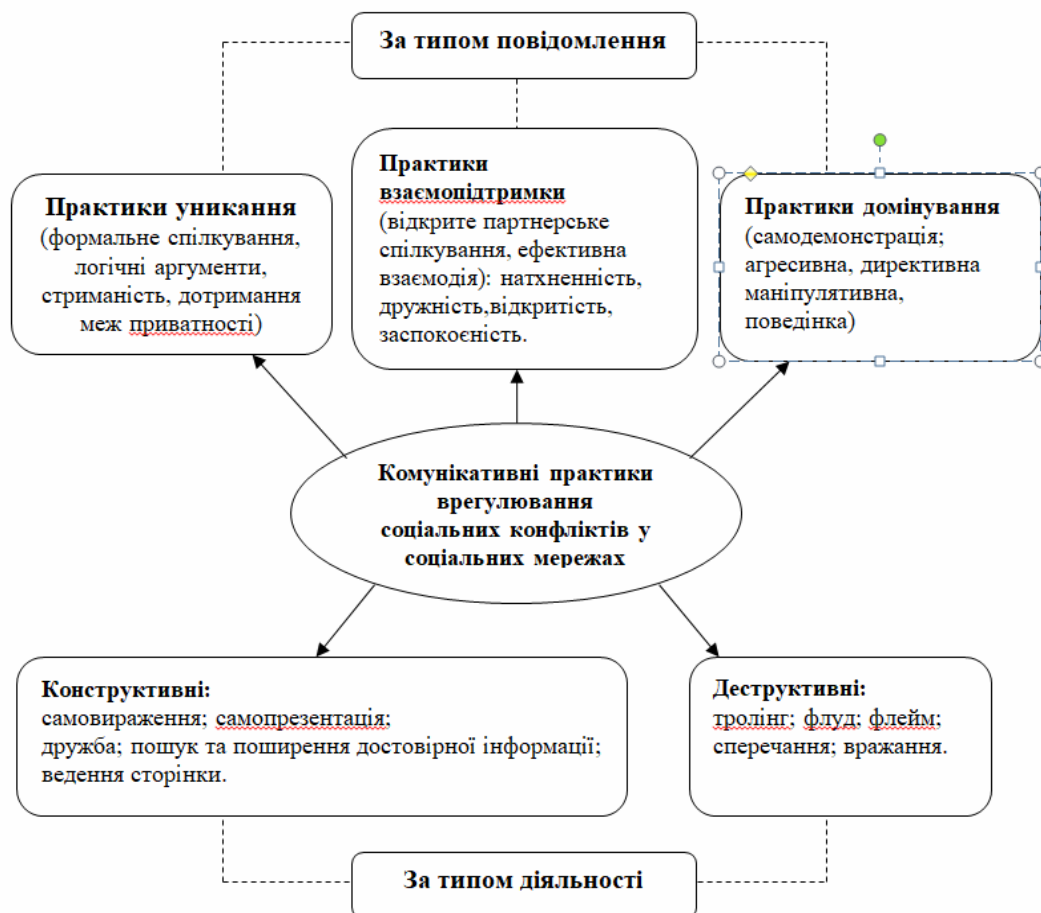 За типом повідомлення
Практики уникання
(формальне спілкування,
логічні аргументи,
стриманість, дотримання
меж приватності)
Практики
взаємопідтримки
(відкрите партнерське
спілкування, ефективна
взаємодія): натхненність,
дружність,відкритість,
заспокоєність.
Практики домінування
(самодемонстрація;
агресивна, директивна
маніпулятивна,
поведінка)
Комунікативні практики
врегулювання
соціальних конфліктів у
соціальних мережах
Конструктивні:
самовираження; самопрезентація;
дружба; пошук та поширення достовірної інформації;
ведення сторінки.
Деструктивні:
тролінг; флуд; флейм;
сперечання; вражання.
За типом діяльності